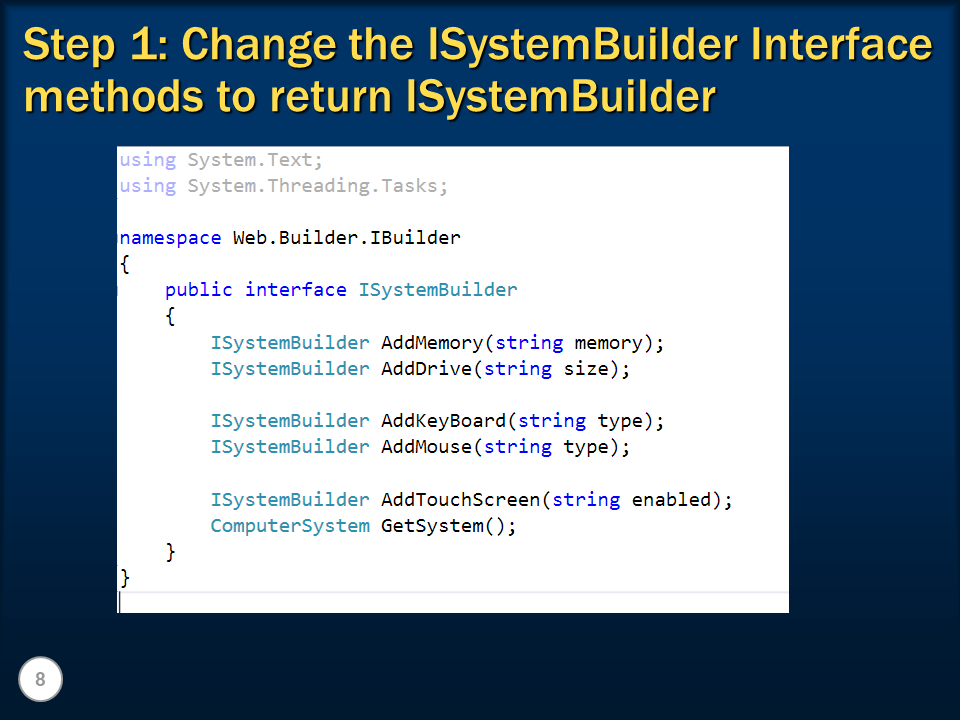 Step 1: Change the ISystemBuilder Interface
methods to return ISystemBuilder
using System.Text;
using System.Threading.Tasks;
namespace Web.Builder.IBuilder
{
public interface ISystemBuilder
{
ISystemBuilder AddMemory(string memory);
ISystemBuilder AddDrive(string size);
ISystemBuilder AddKeyBoard(string type);
ISystemBuilder AddMouse(string type);
ISystemBuilder AddTouchScreen(string enabled);
ComputerSystem GetSystem();
}
}
8